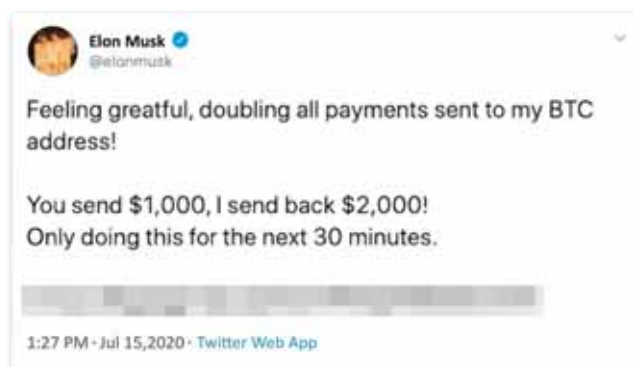 Elon Musk
@elonmusk
Feeling greatful, doubling all payments sent to my BTC
address!
You send $1,000, I send back $2,000!
Only doing this for the next 30 minutes.
1:27 PM · Jul 15,2020 · Twitter Web App